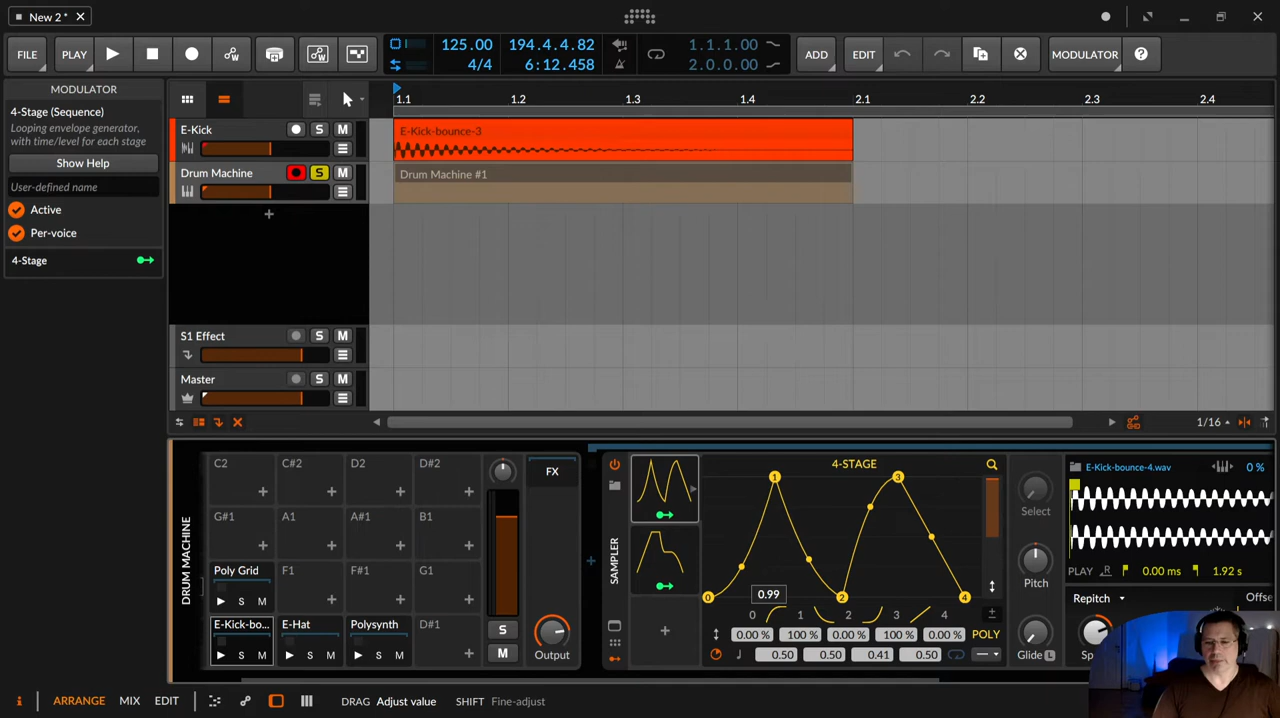 New 2 *
FILE PLAY 125.00 4/4 194.4.4.82 6:12.458 1.1.1.00 2.0.0.00 ADD EDIT MODULATOR ?
MODULATOR
4-Stage (Sequence)
Looping envelope generator,
with time/level for each stage
Show Help
User-defined name
Active
Per-voice
4-Stage
1.1 1.2 1.3 1.4 2.1 2.2 2.3 2.4
E-Kick S M
E-Kick-bounce-3
Drum Machine S M
Drum Machine #1
S1 Effect S M
Master S M
1/16
DRUM MACHINE
C2 C#2 D2 D#2
G#1 A1 A#1 B1
Poly Grid F1 F#1 G1
S M
E-Kick-bo... E-Hat Polysynth D#1
S M S M S M
S
M
FX
Output
SAMPLER
4-STAGE
1 3
0 2 4
0.99
0 1 2 3 4
0.00 % 100 % 0.00 % 100 % 0.00 % POLY
0.50 0.50 0.41 0.50
Select
Pitch
Glide L
E-Kick-bounce-4.wav 0 %
PLAY 0.00 ms 1.92 s
Repitch Offse
Sp
i ARRANGE MIX EDIT DRAG Adjust value SHIFT Fine-adjust